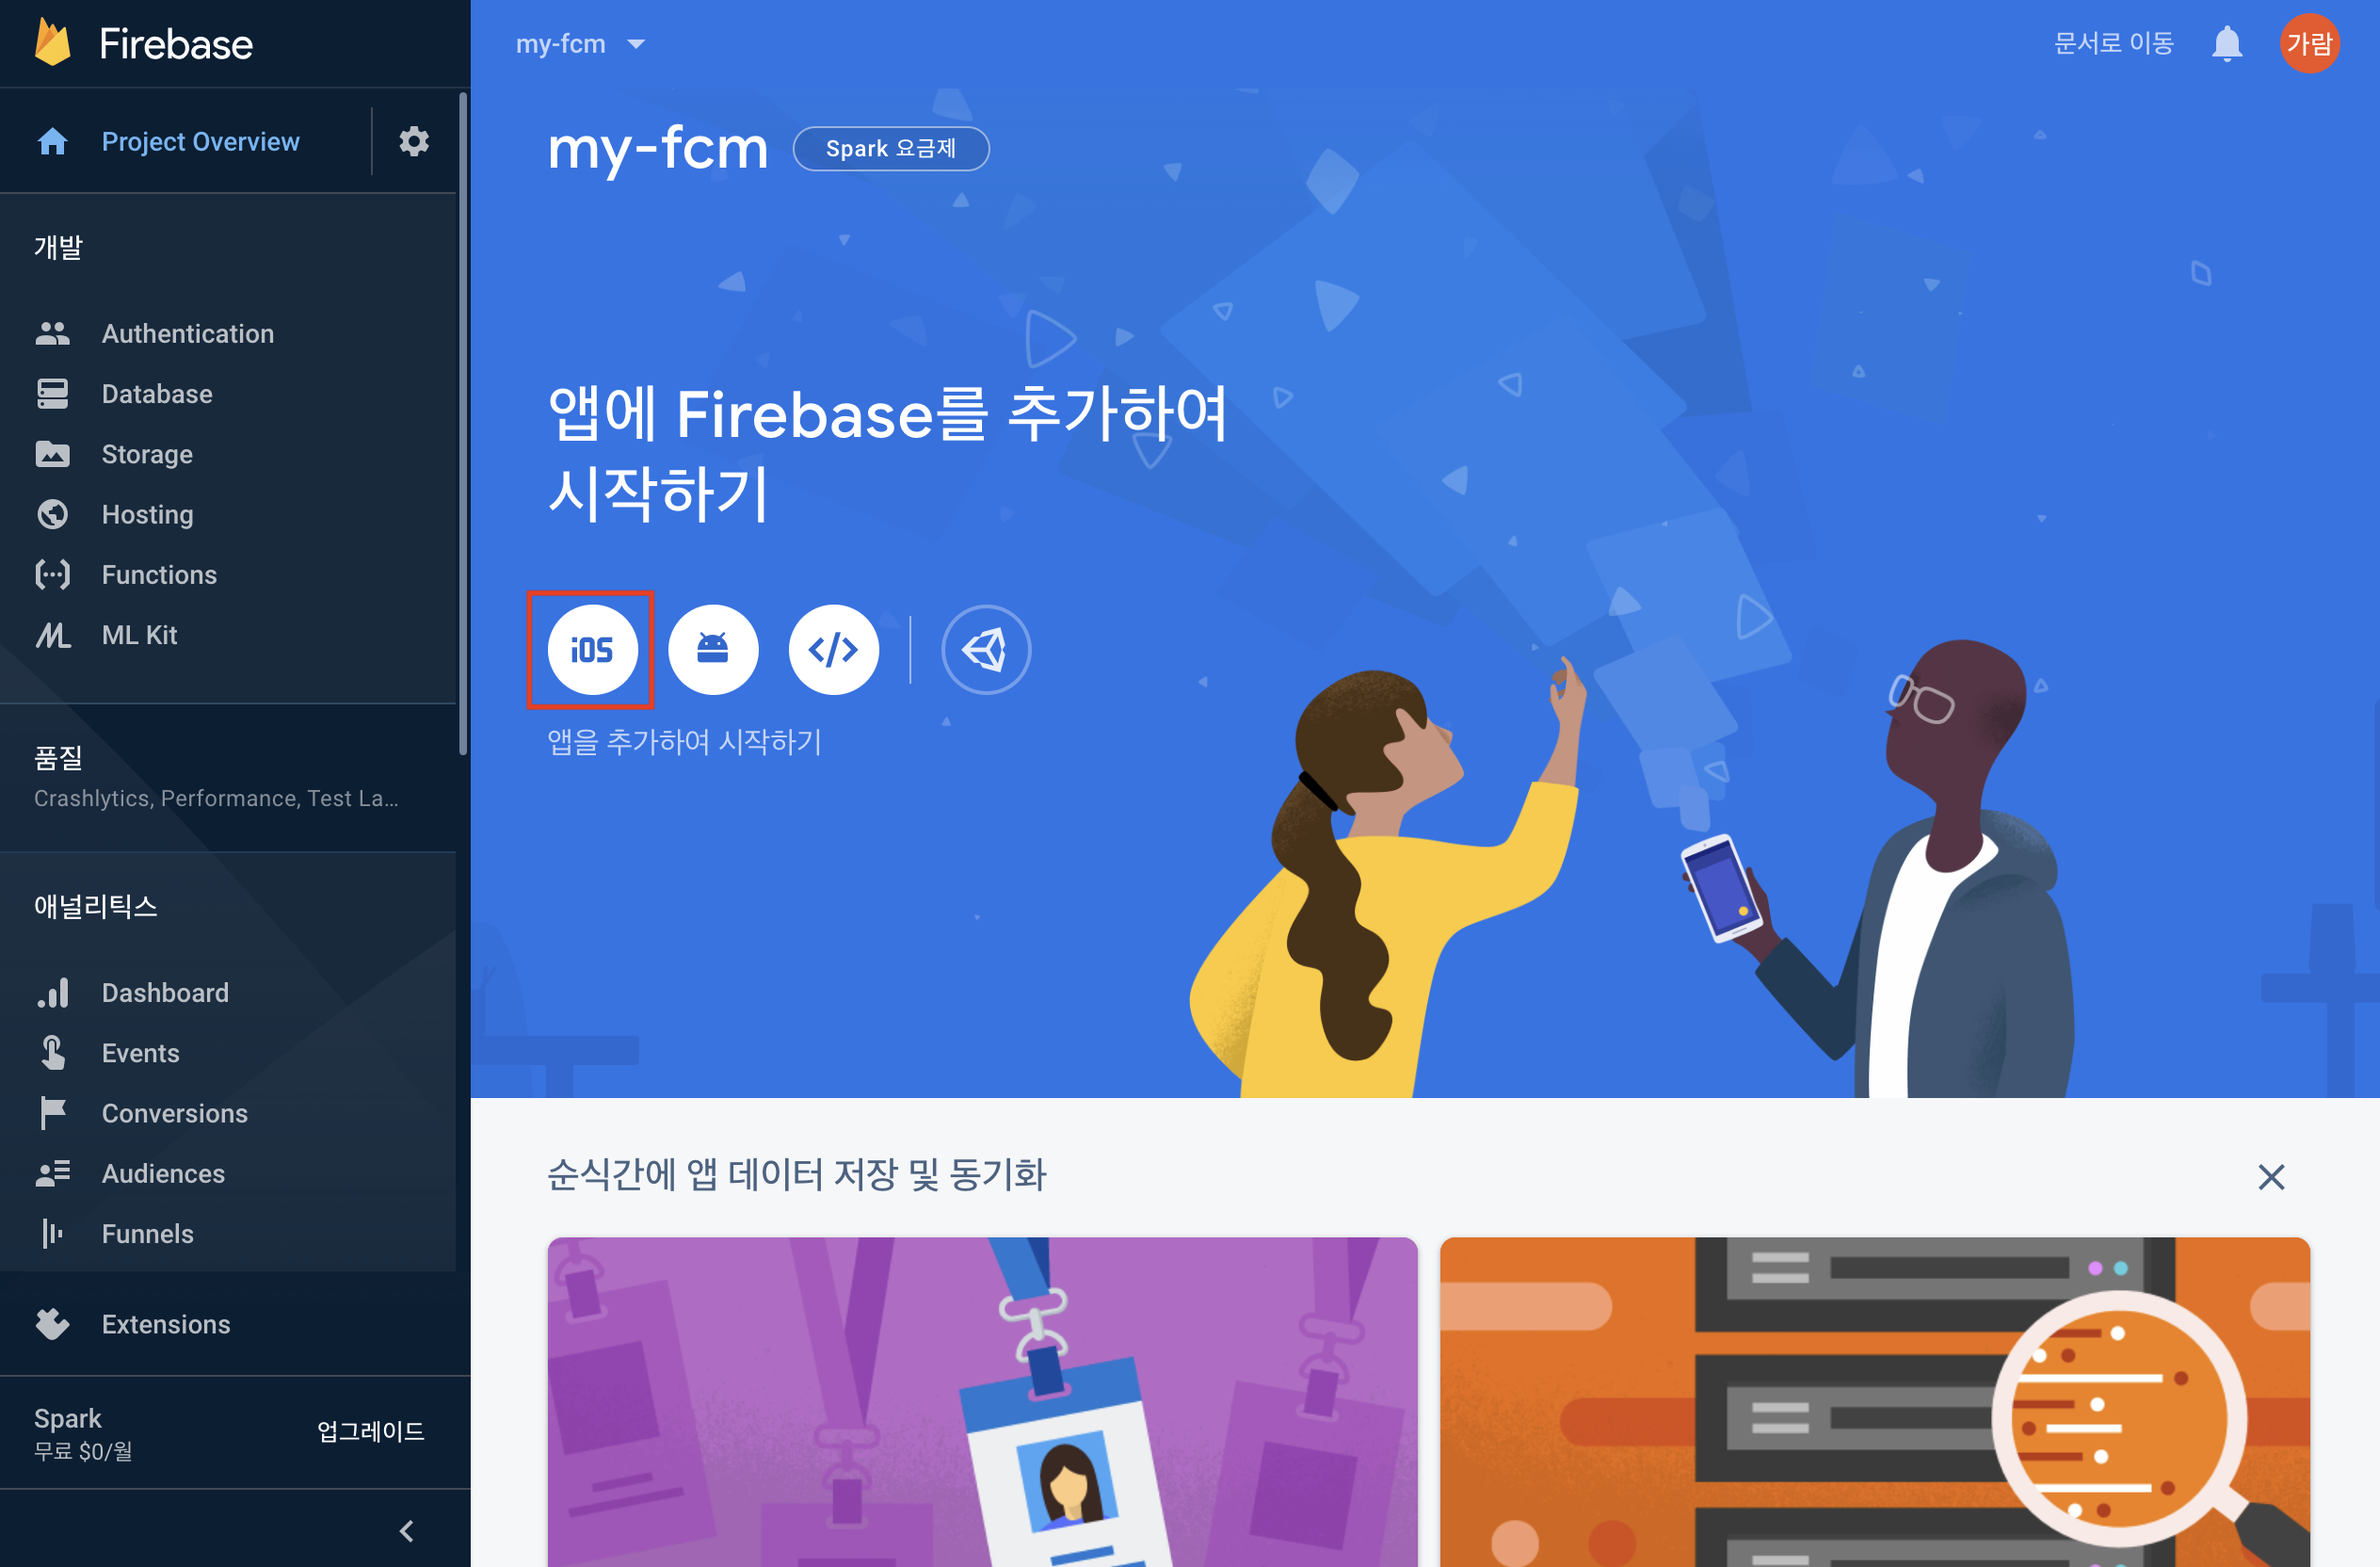 Firebase
my-fcm
문서로 이동
가람
Project Overview
my-fcm
Spark 요금제
개발
Authentication
Database
Storage
Hosting
Functions
ML Kit
앱에 Firebase를 추가하여
시작하기
iOS
앱을 추가하여 시작하기
품질
Crashlytics, Performance, Test La...
애널리틱스
Dashboard
Events
Conversions
Audiences
Funnels
Extensions
Spark
무료 $0/월
업그레이드
순식간에 앱 데이터 저장 및 동기화